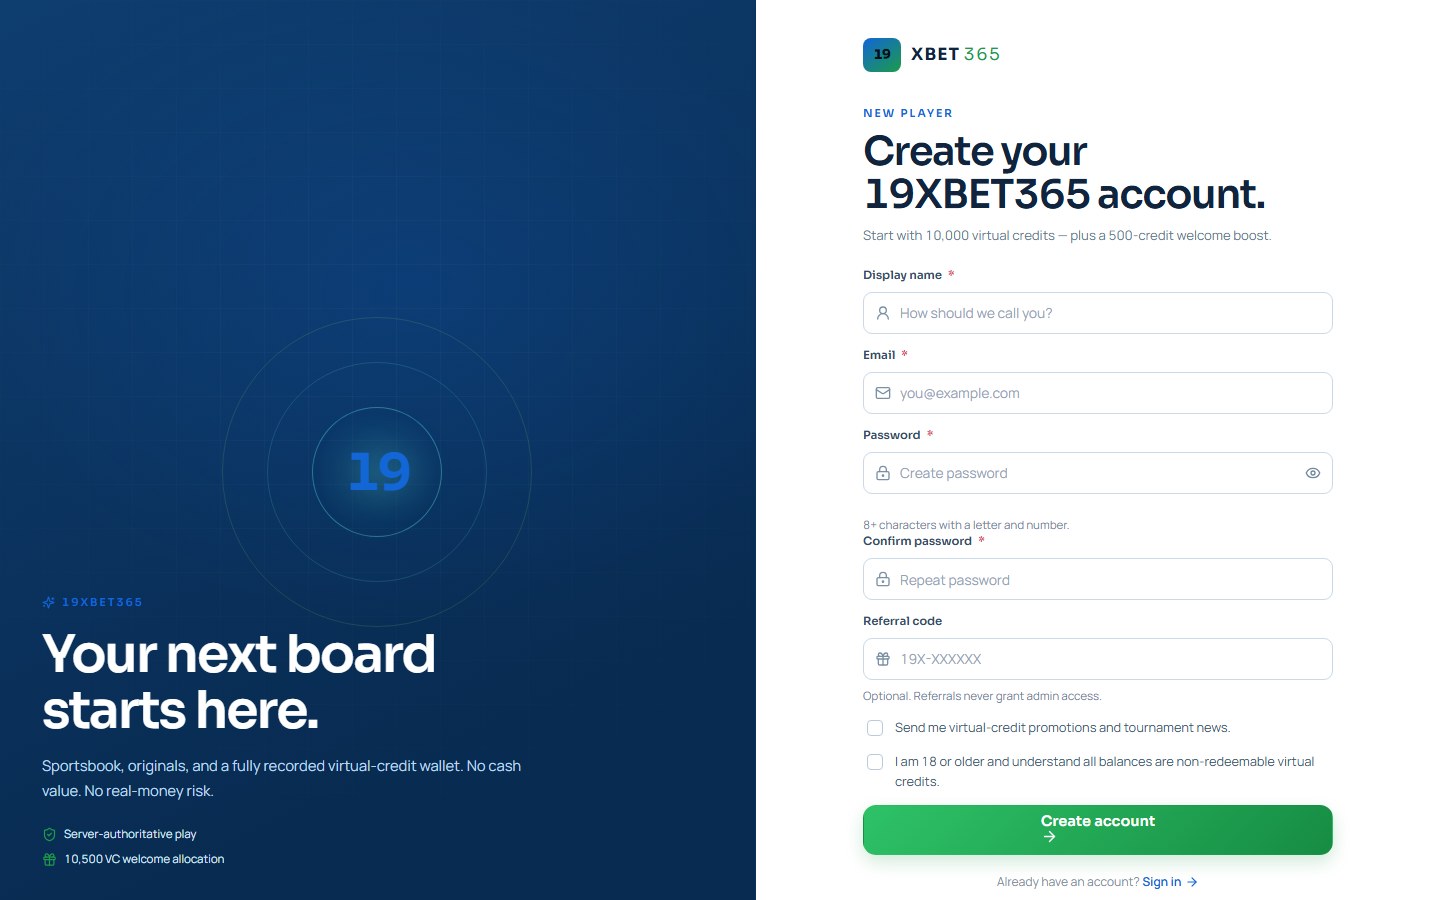 19
19XBET365
Your next board
starts here.
Sportsbook, originals, and a fully recorded virtual-credit wallet. No cash
value. No real-money risk.
Server-authoritative play
10,500 VC welcome allocation
19 XBET 365
NEW PLAYER
Create your
19XBET365 account.
Start with 10,000 virtual credits — plus a 500-credit welcome boost.
Display name *
How should we call you?
Email *
you@example.com
Password *
Create password
8+ characters with a letter and number.
Confirm password *
Repeat password
Referral code
19X-XXXXXX
Optional. Referrals never grant admin access.
Send me virtual-credit promotions and tournament news.
I am 18 or older and understand all balances are non-redeemable virtual
credits.
Create account
→
Already have an account? Sign in →